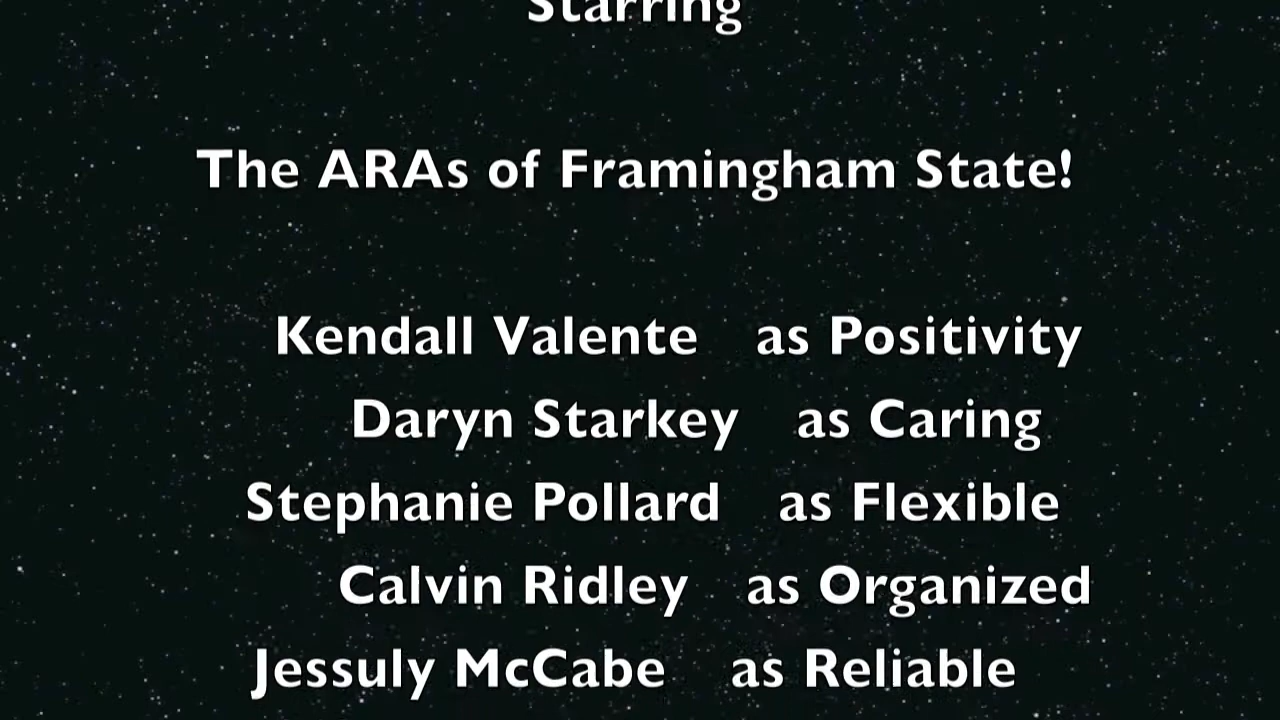 Starring
The ARAs of Framingham State!
Kendall Valente as Positivity
Daryn Starkey as Caring
Stephanie Pollard as Flexible
Calvin Ridley as Organized
Jessuly McCabe as Reliable